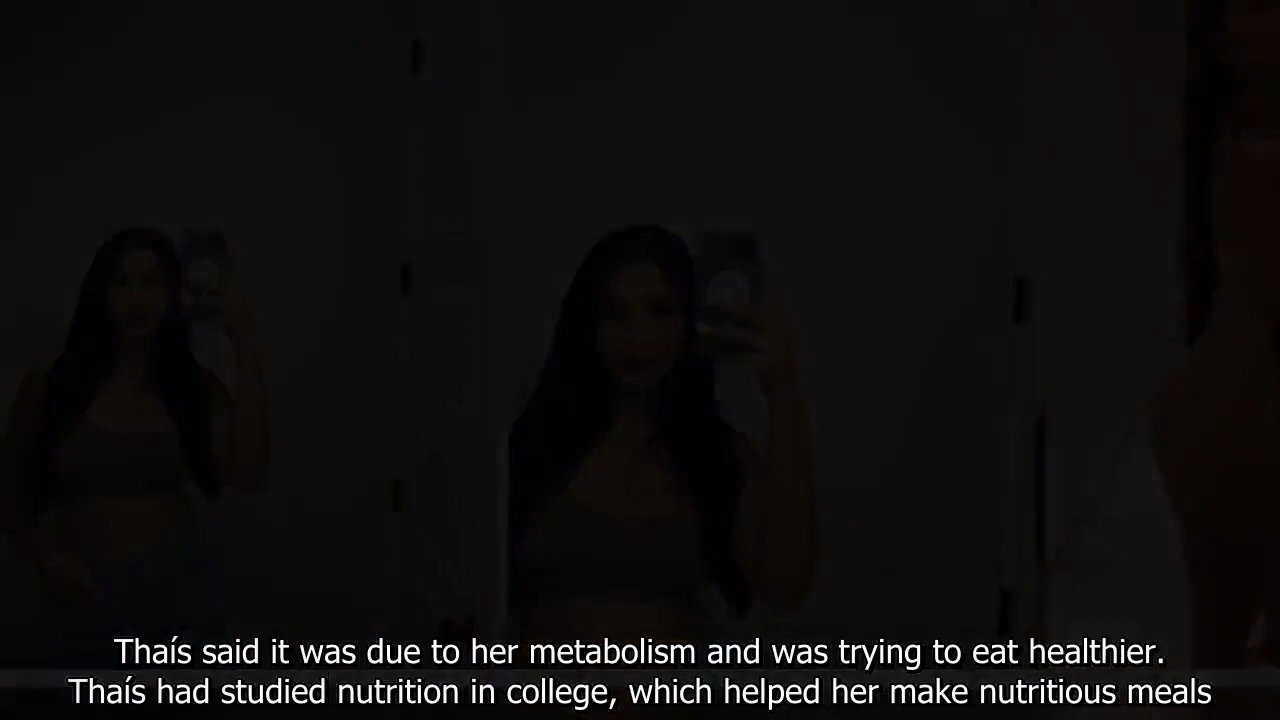 Thaís said it was due to her metabolism and was trying to eat healthier.
Thaís had studied nutrition in college, which helped her make nutritious meals